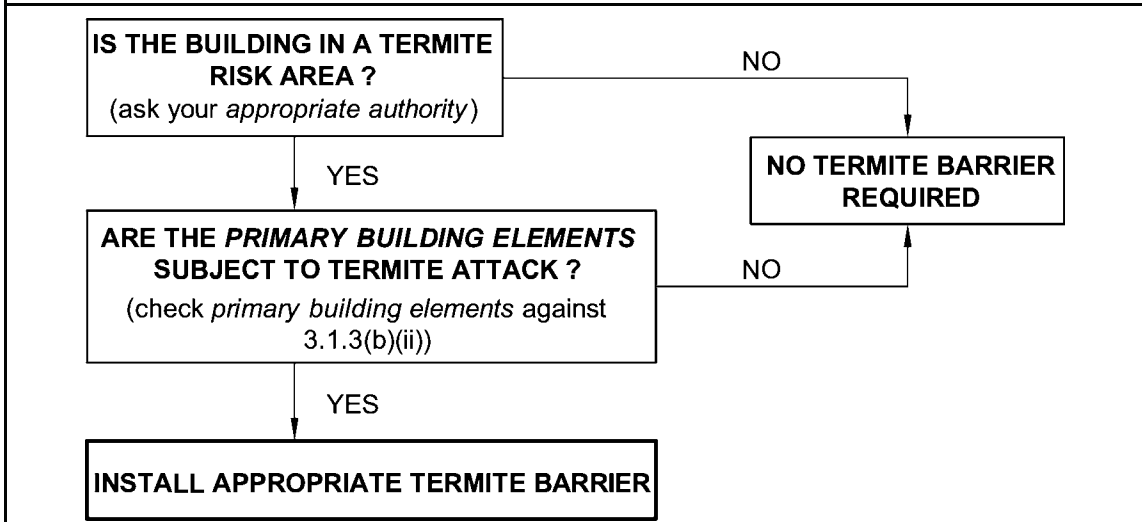 IS THE BUILDING IN A TERMITE
RISK AREA ?
(ask your appropriate authority)
NO
YES
NO TERMITE BARRIER
REQUIRED
ARE THE PRIMARY BUILDING ELEMENTS
SUBJECT TO TERMITE ATTACK ?
(check primary building elements against
3.1.3(b)(ii))
NO
YES
INSTALL APPROPRIATE TERMITE BARRIER